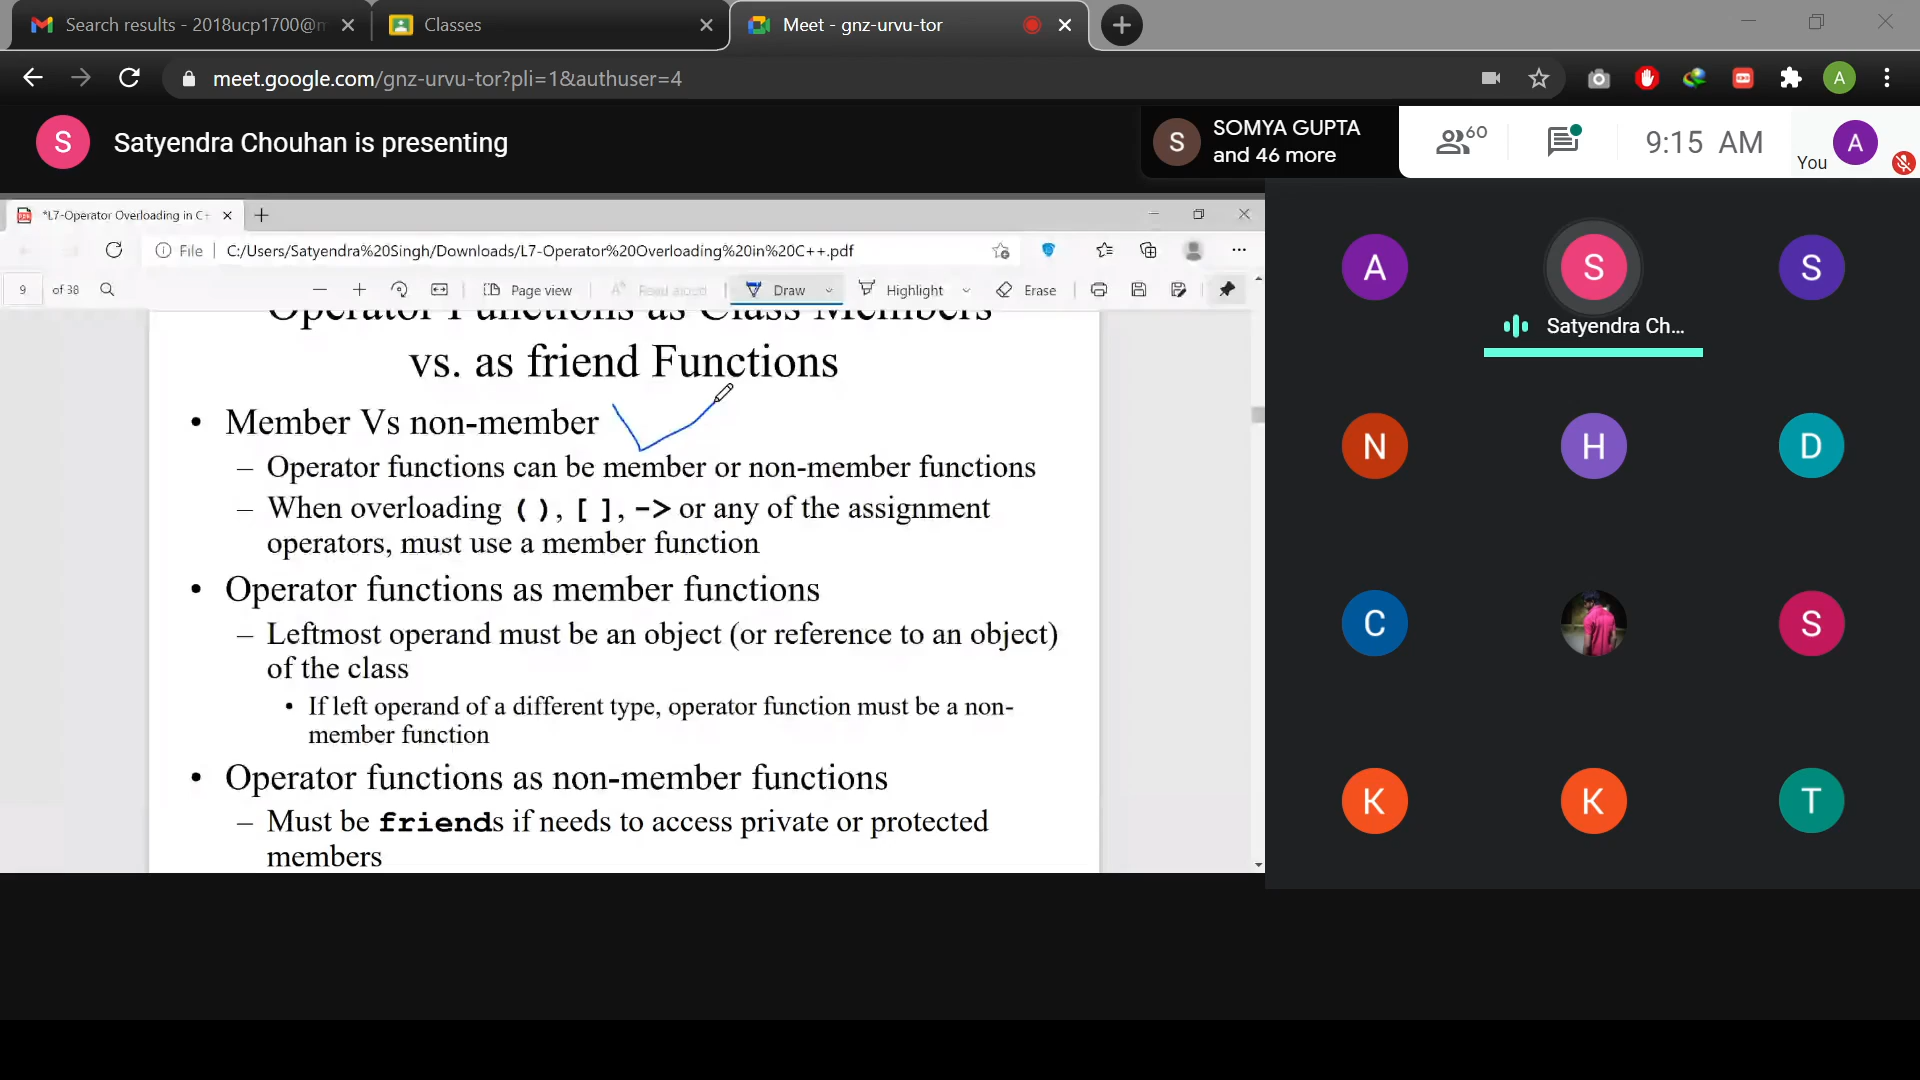 Search results - 2018ucp1700@m
Classes
Meet - gnz-urvu-tor
meet.google.com/gnz-urvu-tor?pli=1&authuser=4
A
S
Satyendra Chouhan is presenting
S
SOMYA GUPTA
and 46 more
60
9:15 AM
You
A
*L7-Operator Overloading in C+
File
C:/Users/Satyendra%20Singh/Downloads/L7-Operator%20Overloading%20in%20C++.pdf
9 of 38
Page view
Read aloud
Draw
Highlight
Erase
Operator Functions as Class Members
vs. as friend Functions
• Member Vs non-member
– Operator functions can be member or non-member functions
– When overloading ( ), [ ], -> or any of the assignment
operators, must use a member function
• Operator functions as member functions
– Leftmost operand must be an object (or reference to an object)
of the class
• If left operand of a different type, operator function must be a non-
member function
• Operator functions as non-member functions
– Must be friends if needs to access private or protected
members
A
S
S
Satyendra Ch...
N
H
D
C
S
K
K
T